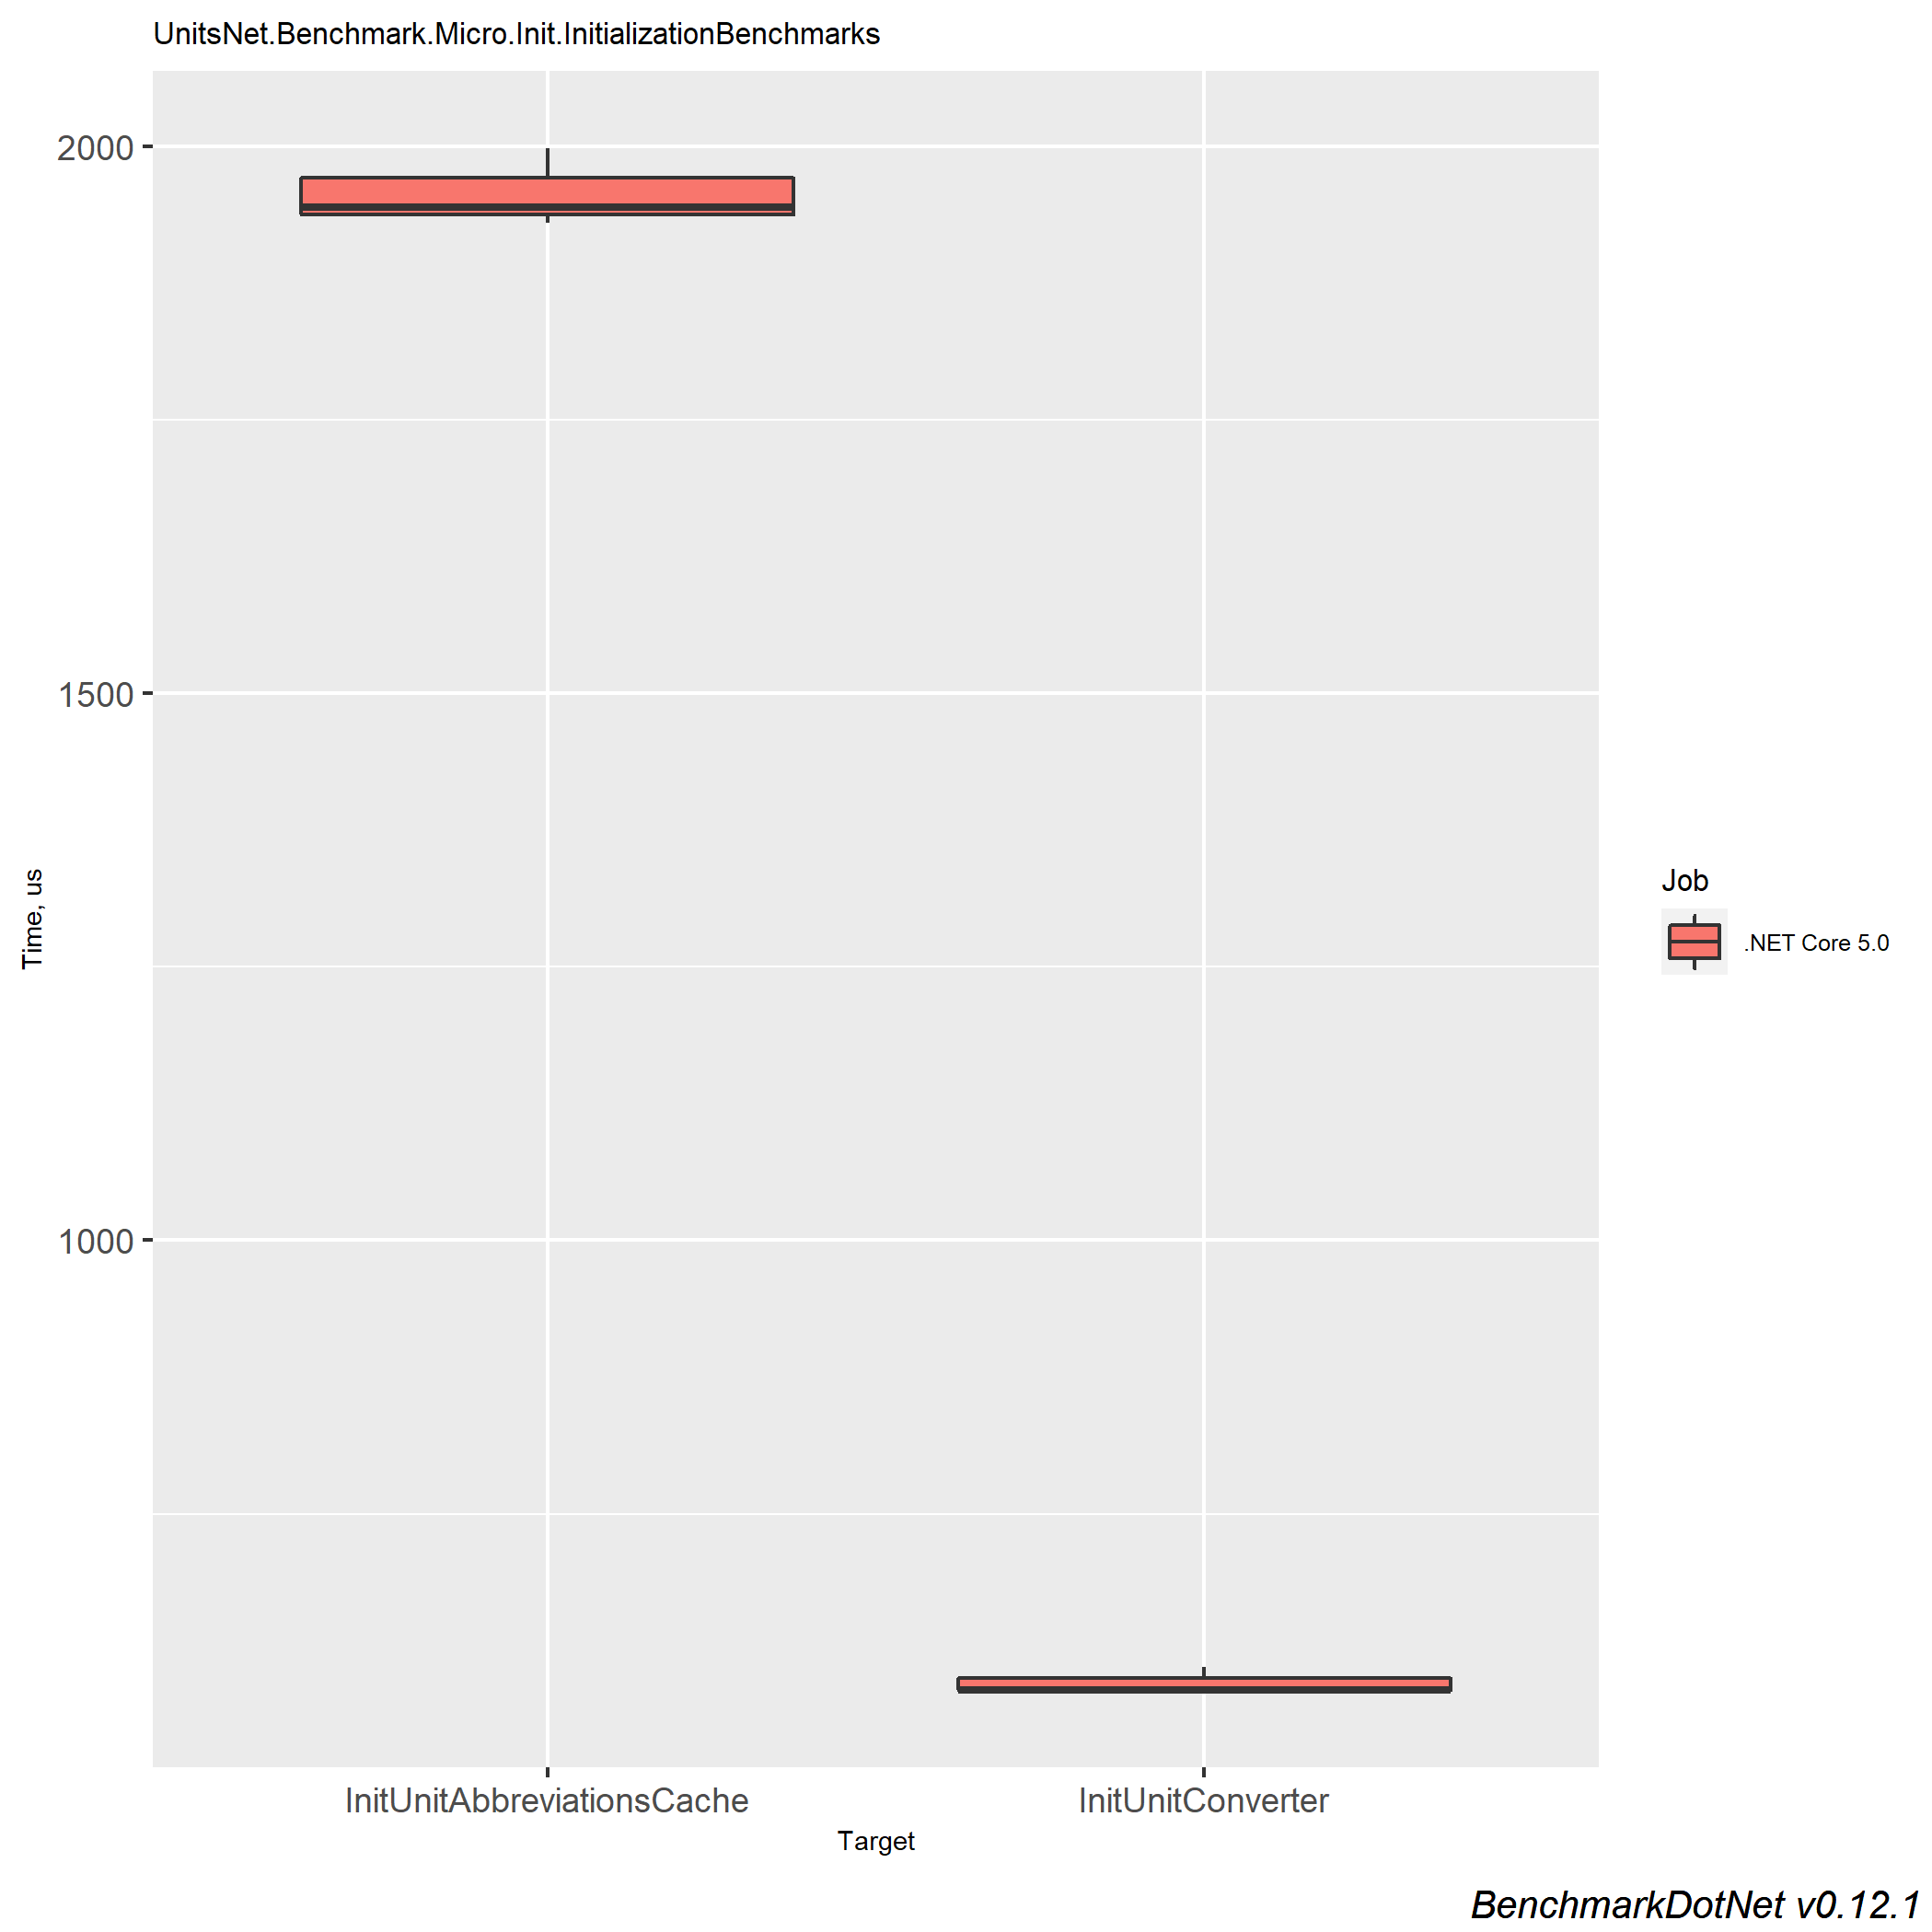 UnitsNet.Benchmark.Micro.Init.InitializationBenchmarks
2000
1500
1000
Time, us
InitUnitAbbreviationsCache
InitUnitConverter
Target
Job
.NET Core 5.0
BenchmarkDotNet v0.12.1